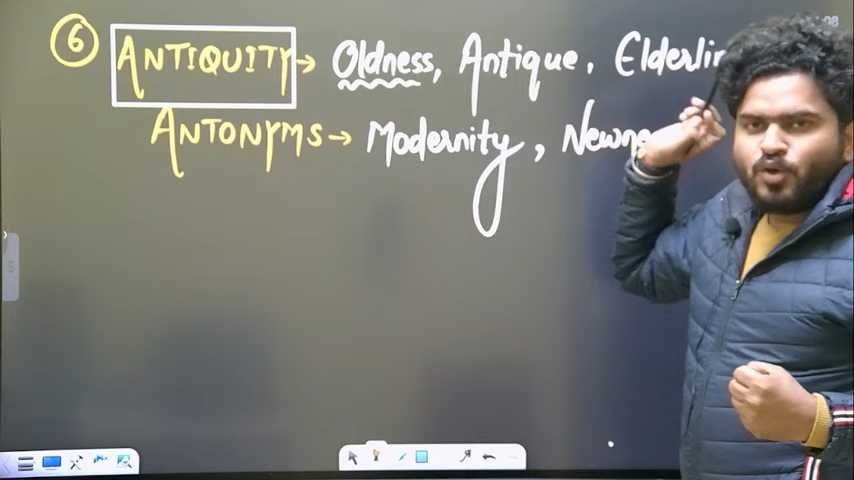 6 ANTIQUITY → Oldness, Antique, 
ANTONYMS → Modernity,